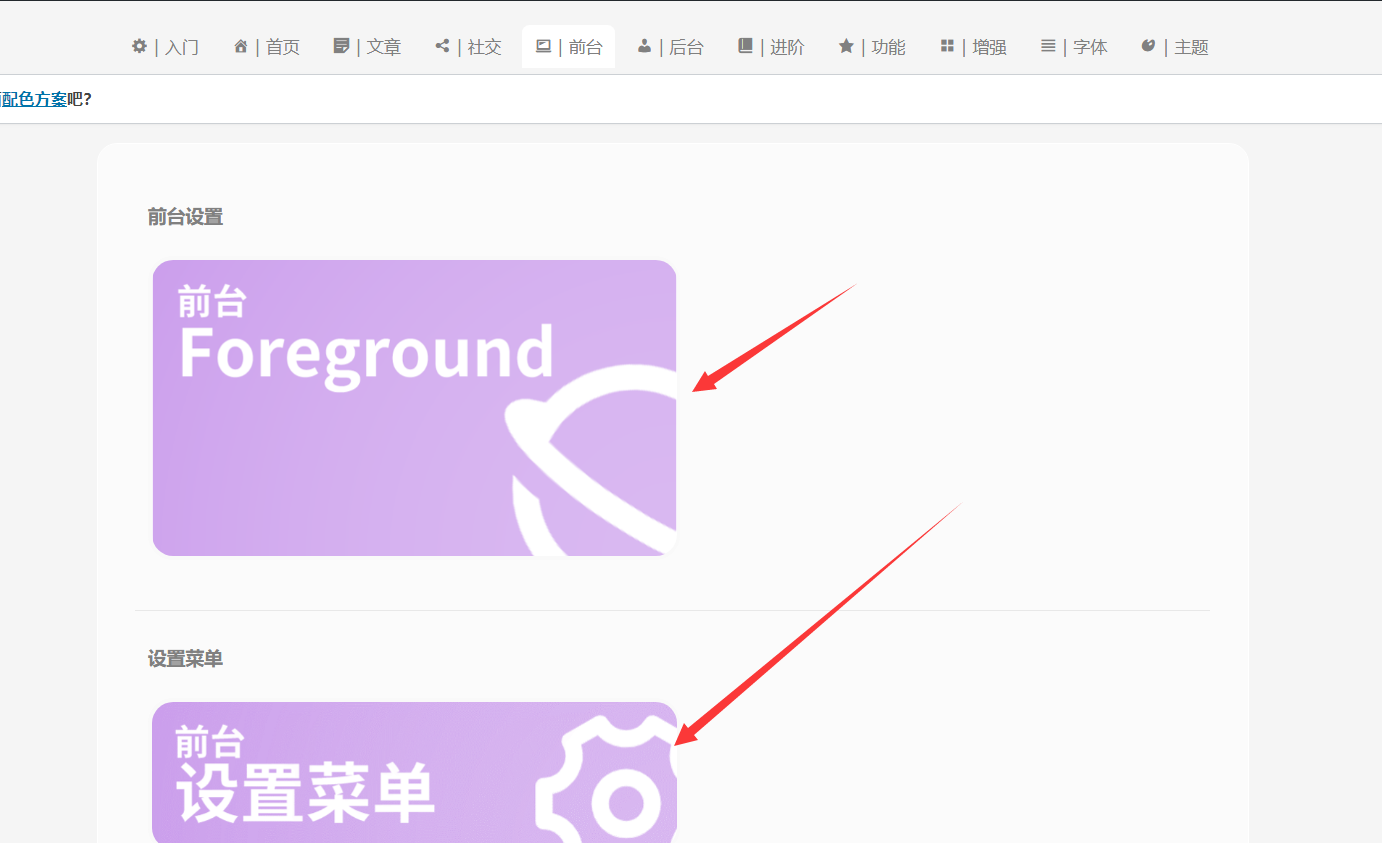 | 入门 | 首页 | 文章 | 社交 | 前台 | 后台 | 进阶 | 功能 | 增强 | 字体 | 主题
配色方案吧?
前台设置
前台
Foreground
设置菜单
前台
设置菜单